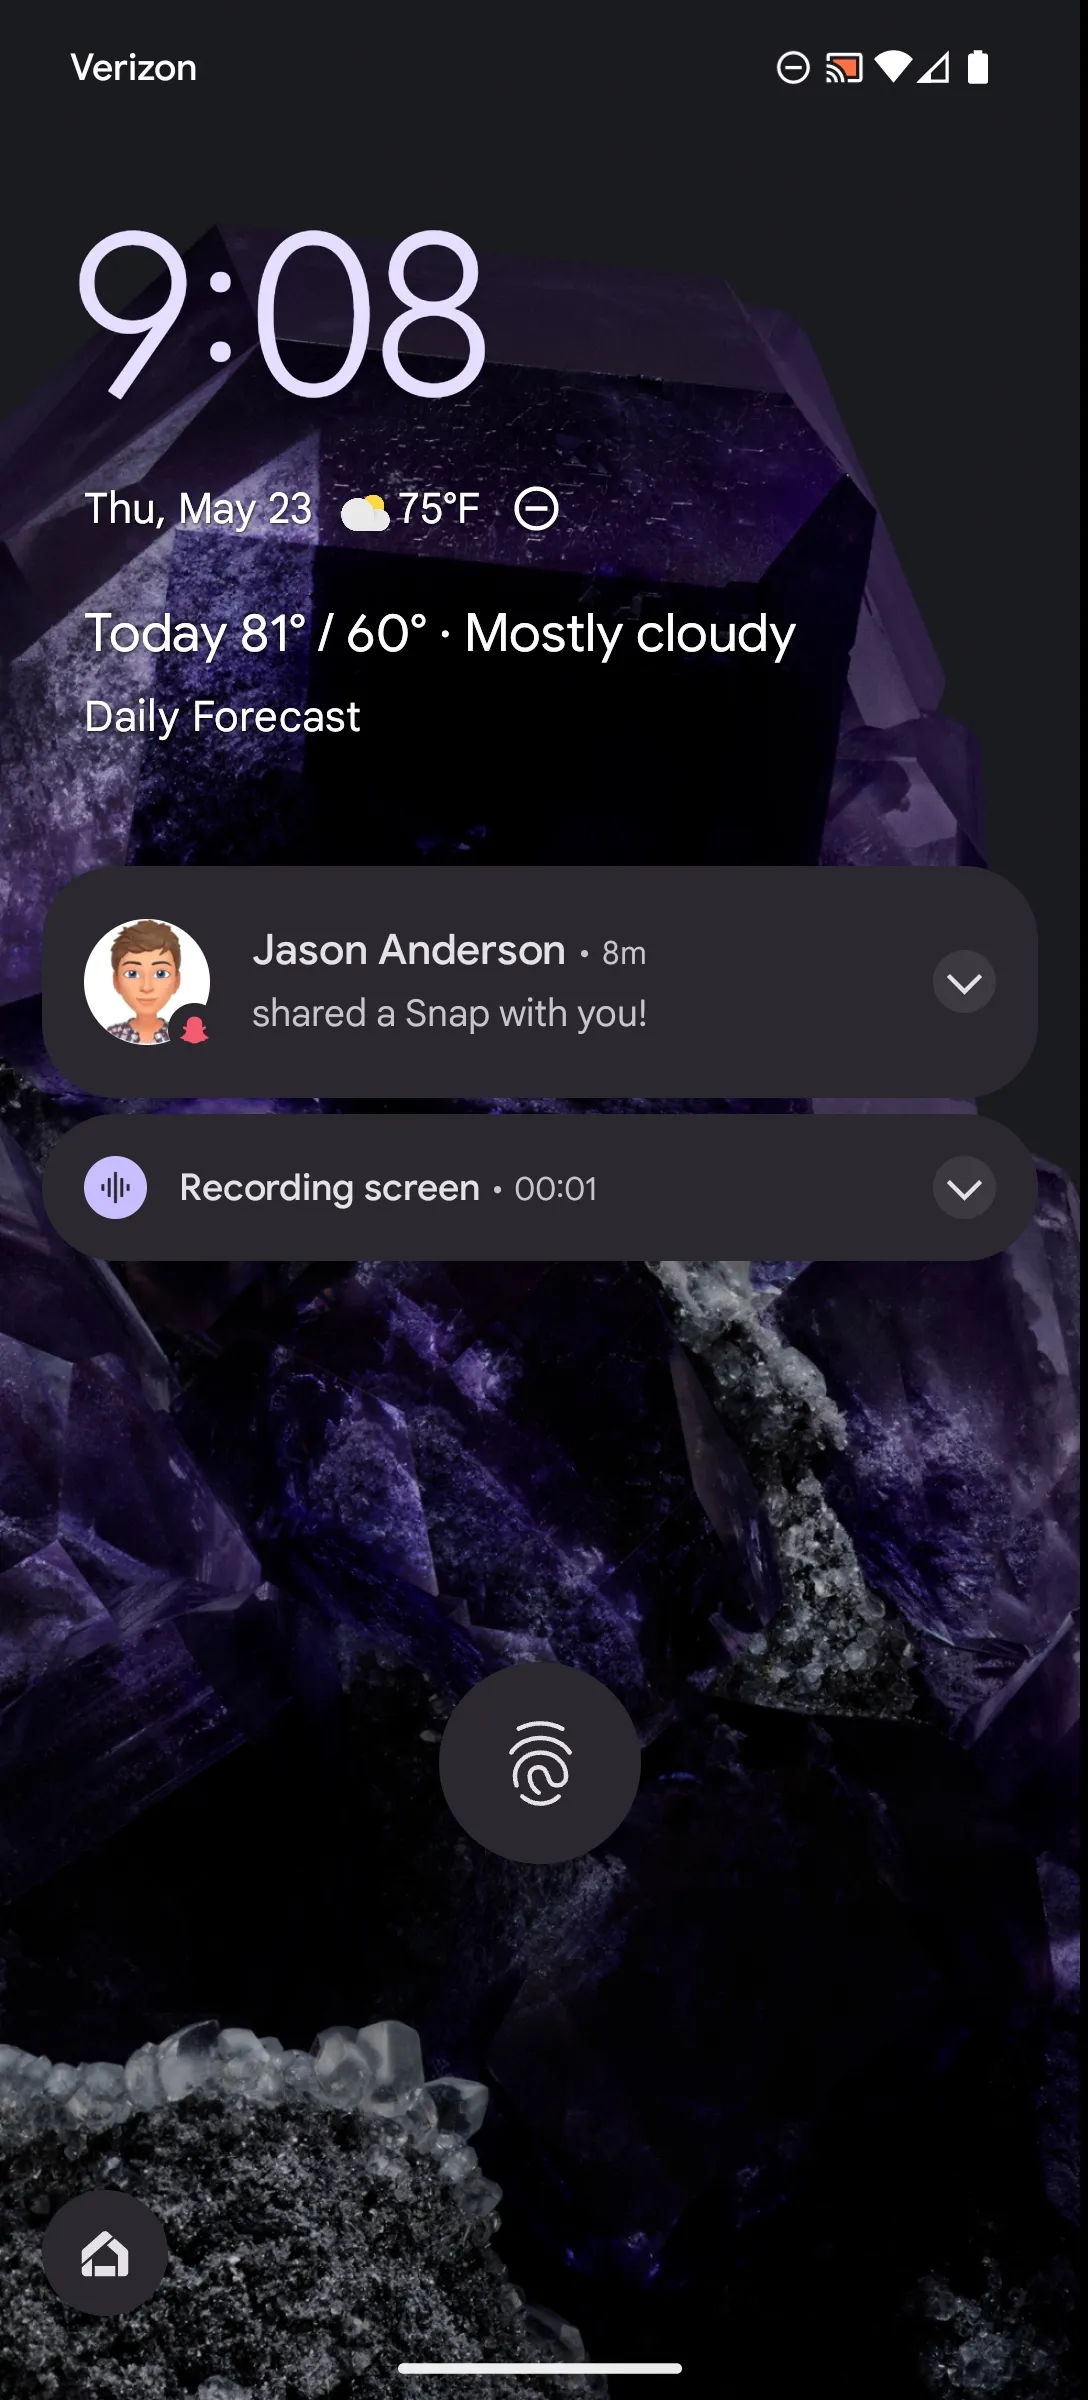 Verizon
9:08
Thu, May 23 75°F
Today 81° / 60° · Mostly cloudy
Daily Forecast
Jason Anderson • 8m
shared a Snap with you!
Recording screen • 00:01